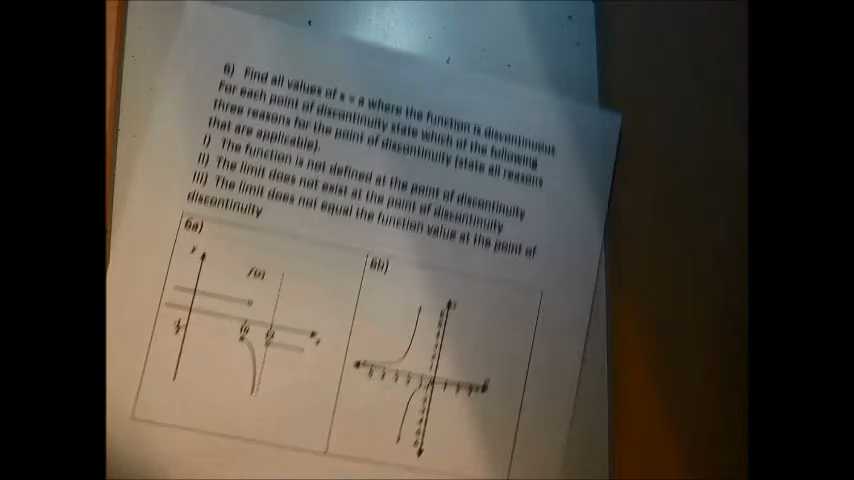 6) Find all values of x = a where the function is discontinuous
For each point of discontinuity state which of the following
three reasons for the point of discontinuity (state all reasons
that are applicable).
i) The function is not defined at the point of discontinuity
ii) The limit does not exist at the point of discontinuity
iii) The limit does not equal the function value at the point of
discontinuity
6a)
6b)
y
f(x)
x